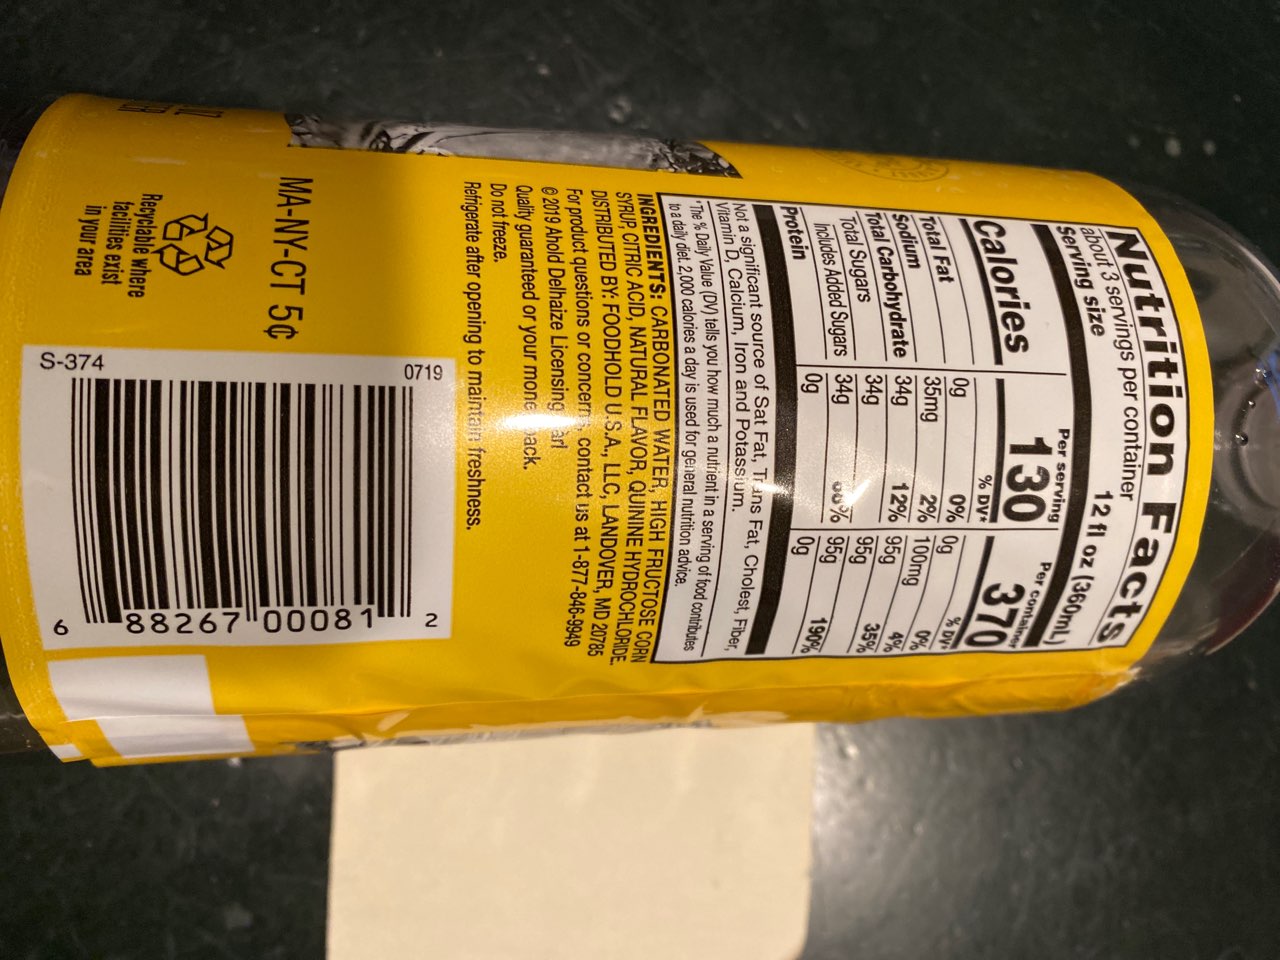 Nutrition Facts
about 3 servings per container
Serving size 12 fl oz (360mL)
Per serving Per container
Calories 130 370
% DV* % DV*
Total Fat 0g 0% 0g 0%
Sodium 35mg 2% 100mg 4%
Total Carbohydrate 34g 12% 95g 35%
Total Sugars 34g 95g
Includes Added Sugars 34g 95g 190%
Protein 0g 0g
Not a significant source of Sat Fat, Trans Fat, Cholest, Fiber,
Vitamin D, Calcium, Iron and Potassium.
*The % Daily Value (DV) tells you how much a nutrient in a serving of food contributes
to a daily diet. 2,000 calories a day is used for general nutrition advice.
INGREDIENTS: CARBONATED WATER, HIGH FRUCTOSE CORN
SYRUP, CITRIC ACID, NATURAL FLAVOR, QUININE HYDROCHLORIDE.
DISTRIBUTED BY: FOODHOLD U.S.A., LLC, LANDOVER, MD 20785
For product questions or concerns, contact us at 1-877-846-9949
© 2019 Ahold Delhaize Licensing Sàrl
Quality guaranteed or your money back.
Do not freeze.
Refrigerate after opening to maintain freshness.
MA-NY-CT 5¢
Recyclable where
facilities exist
in your area
S-374 0719
6 88267 00081 2